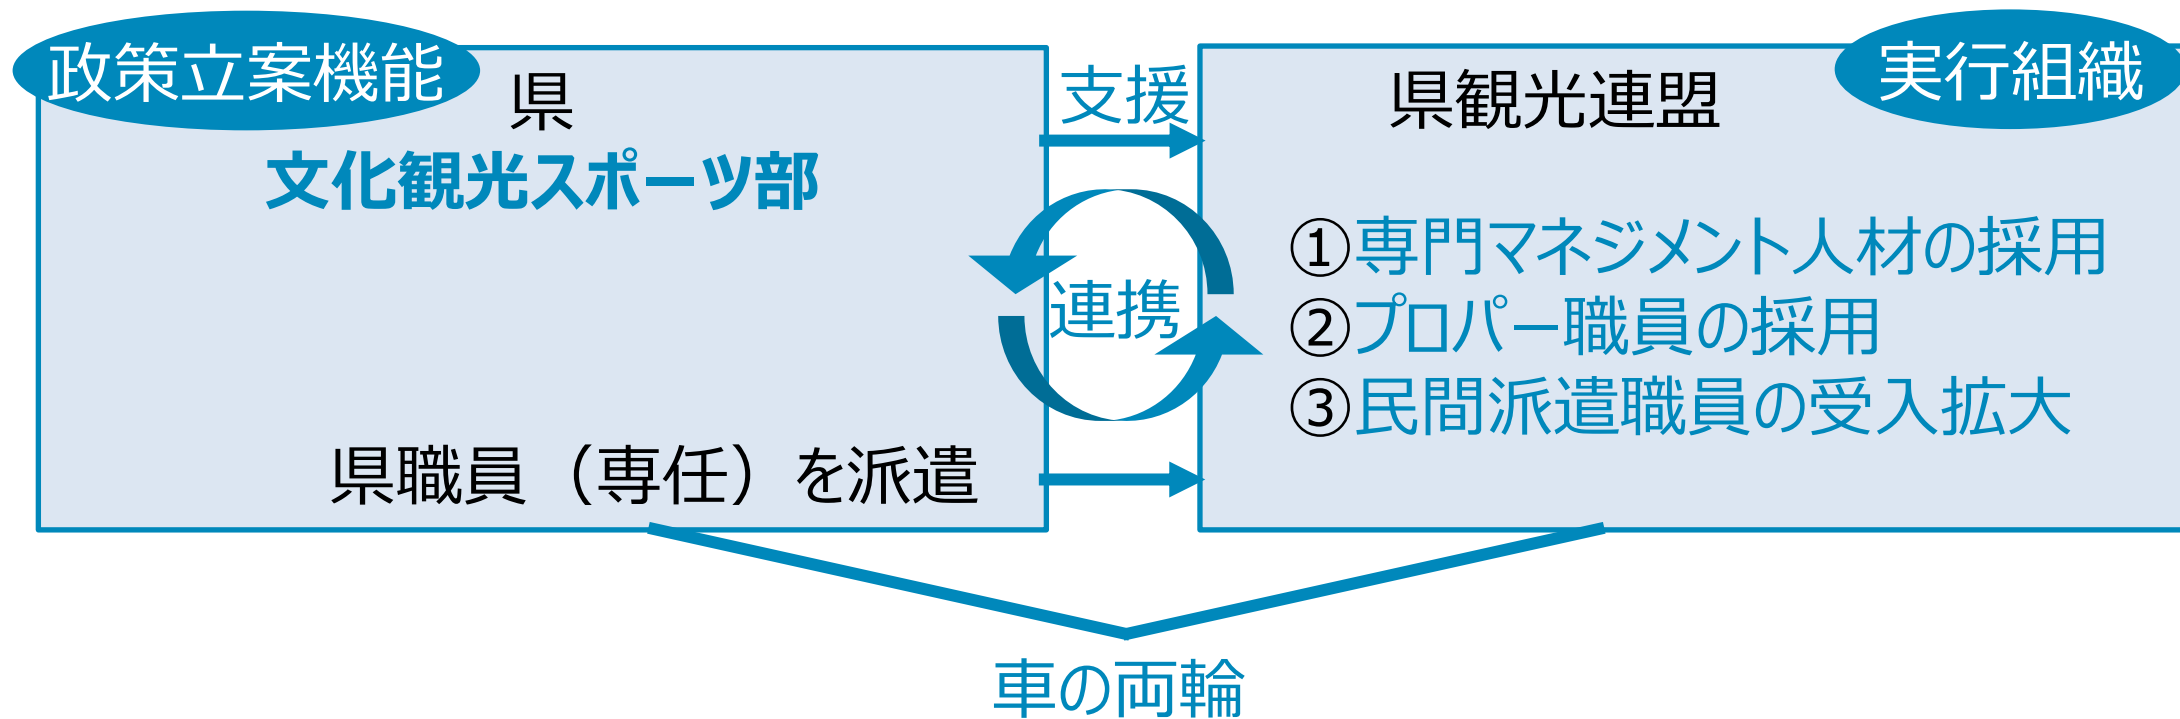 政策立案機能
県
文化観光スポーツ部
県職員（専任）を派遣
支援
連携
実行組織
県観光連盟
①専門マネジメント人材の採用
②プロパー職員の採用
③民間派遣職員の受入拡大
車の両輪